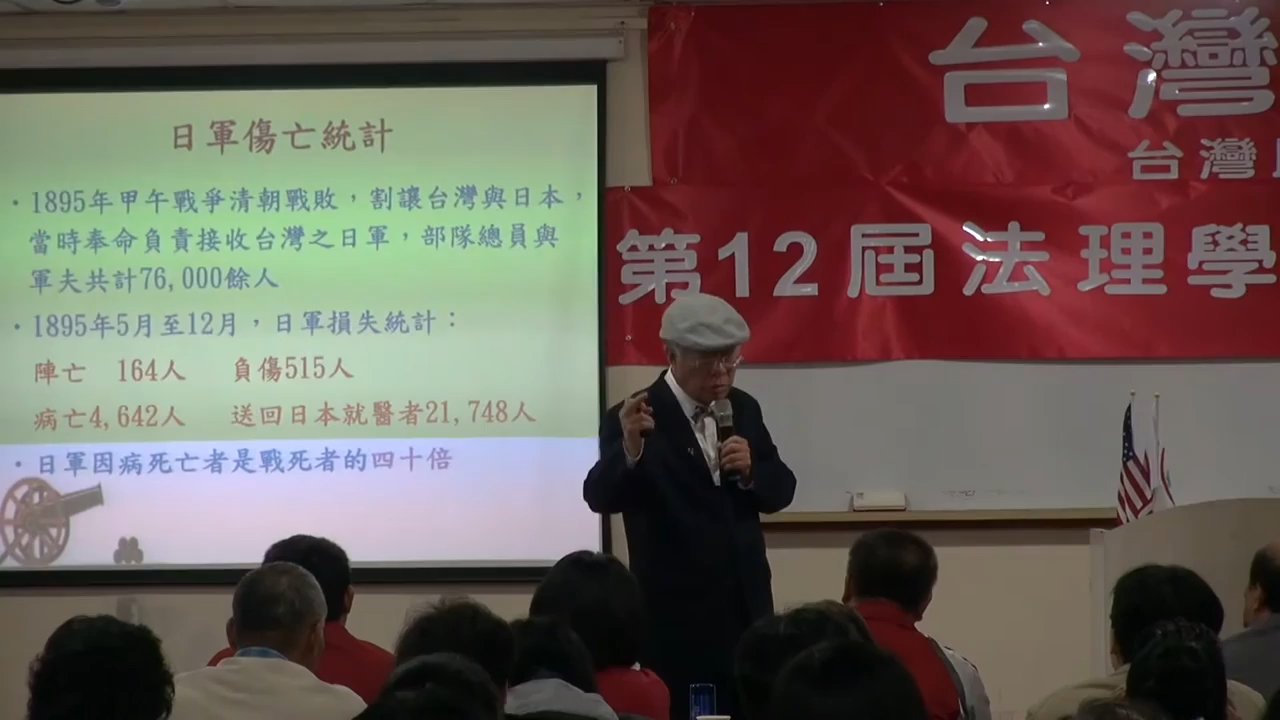 日軍傷亡統計
·1895年甲午戰爭清朝戰敗，割讓台灣與日本，
當時奉命負責接收台灣之日軍，部隊總員與
軍夫共計76,000餘人
·1895年5月至12月，日軍損失統計：
陣亡 164人 負傷515人
病亡4,642人 送回日本就醫者21,748人
·日軍因病死亡者是戰死者的四十倍
台灣
台灣
第12屆法理學